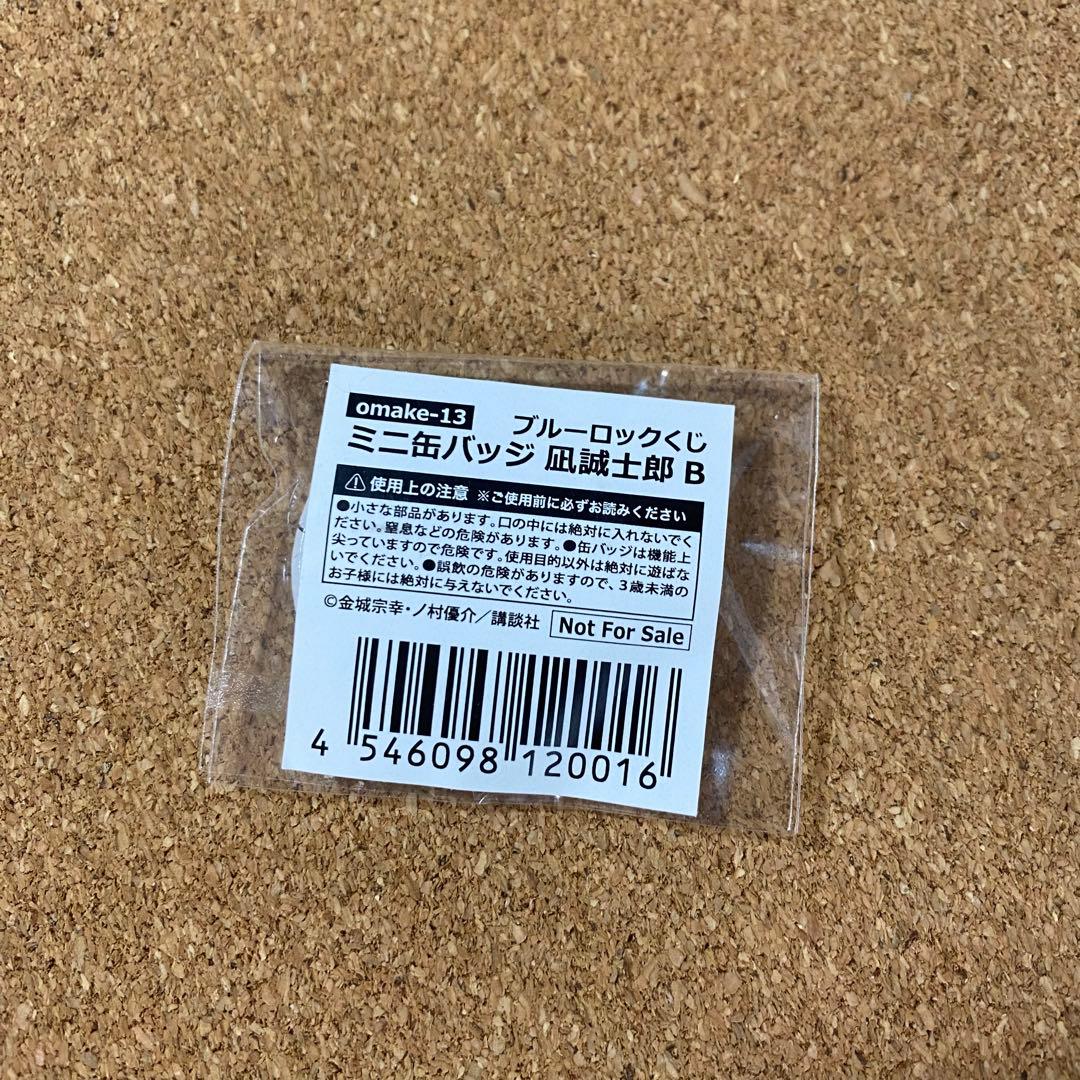 omake-13 ブルーロックくじ
ミニ缶バッジ 凪誠士郎 B
⚠使用上の注意 ※ご使用前に必ずお読みください
●小さな部品があります。口の中には絶対に入れないでく
ださい。窒息などの危険があります。●缶バッジは機能上
尖っていますので危険です。使用目的以外は絶対に遊ばな
いでください。●誤飲の危険がありますので、3歳未満の
お子様には絶対に与えないでください。
©金城宗幸・ノ村優介／講談社 Not For Sale
4 546098 120016